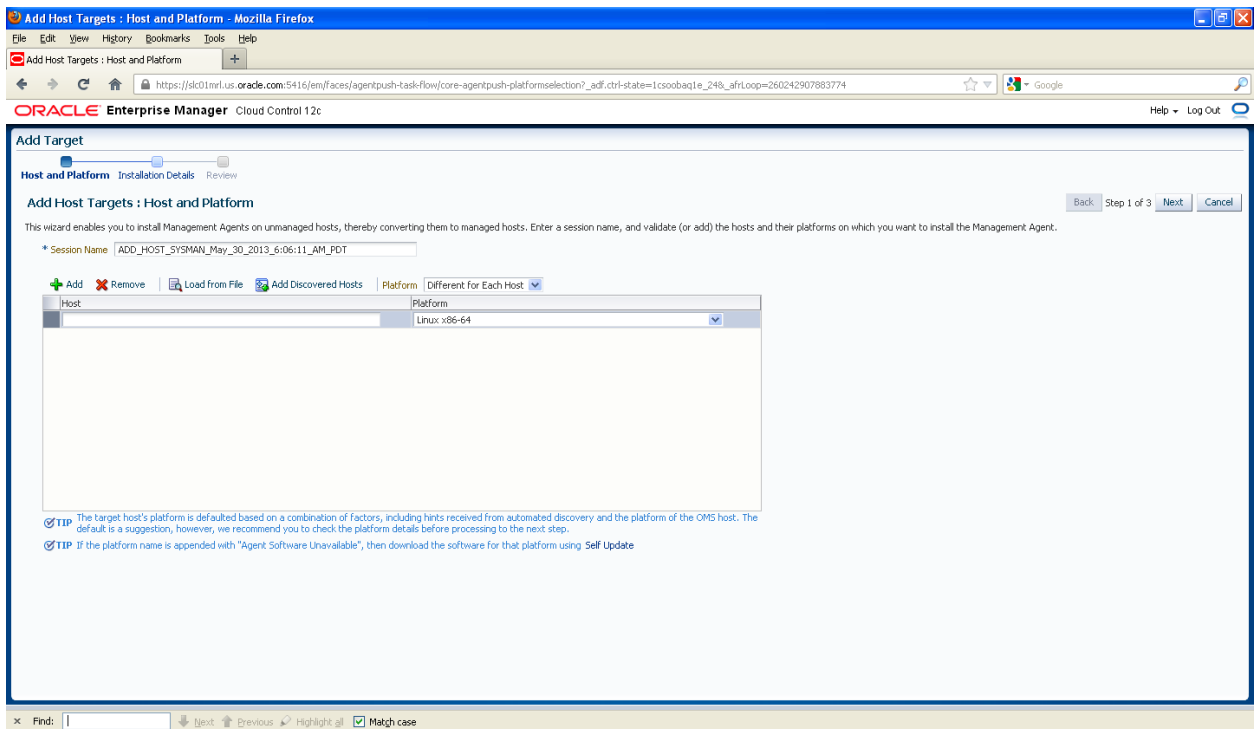 Add Host Targets : Host and Platform - Mozilla Firefox
File Edit View History Bookmarks Tools Help
Add Host Targets : Host and Platform +
https://slc01mrl.us.oracle.com:5416/em/faces/agentpush-task-flow/core-agentpush-platformselection?_adf.ctrl-state=1csoobaq1e_24&_afrLoop=260242907883774 Google
ORACLE Enterprise Manager Cloud Control 12c Help Log Out
Add Target
Host and Platform Installation Details Review
Add Host Targets : Host and Platform Back Step 1 of 3 Next Cancel
This wizard enables you to install Management Agents on unmanaged hosts, thereby converting them to managed hosts. Enter a session name, and validate (or add) the hosts and their platforms on which you want to install the Management Agent.
* Session Name ADD_HOST_SYSMAN_May_30_2013_6:06:11_AM_PDT
Add Remove Load from File Add Discovered Hosts Platform Different for Each Host
Host Platform
Linux x86-64
TIP The target host's platform is defaulted based on a combination of factors, including hints received from automated discovery and the platform of the OMS host. The
default is a suggestion, however, we recommend you to check the platform details before processing to the next step.
TIP If the platform name is appended with "Agent Software Unavailable", then download the software for that platform using Self Update
× Find: Next Previous Highlight all Match case